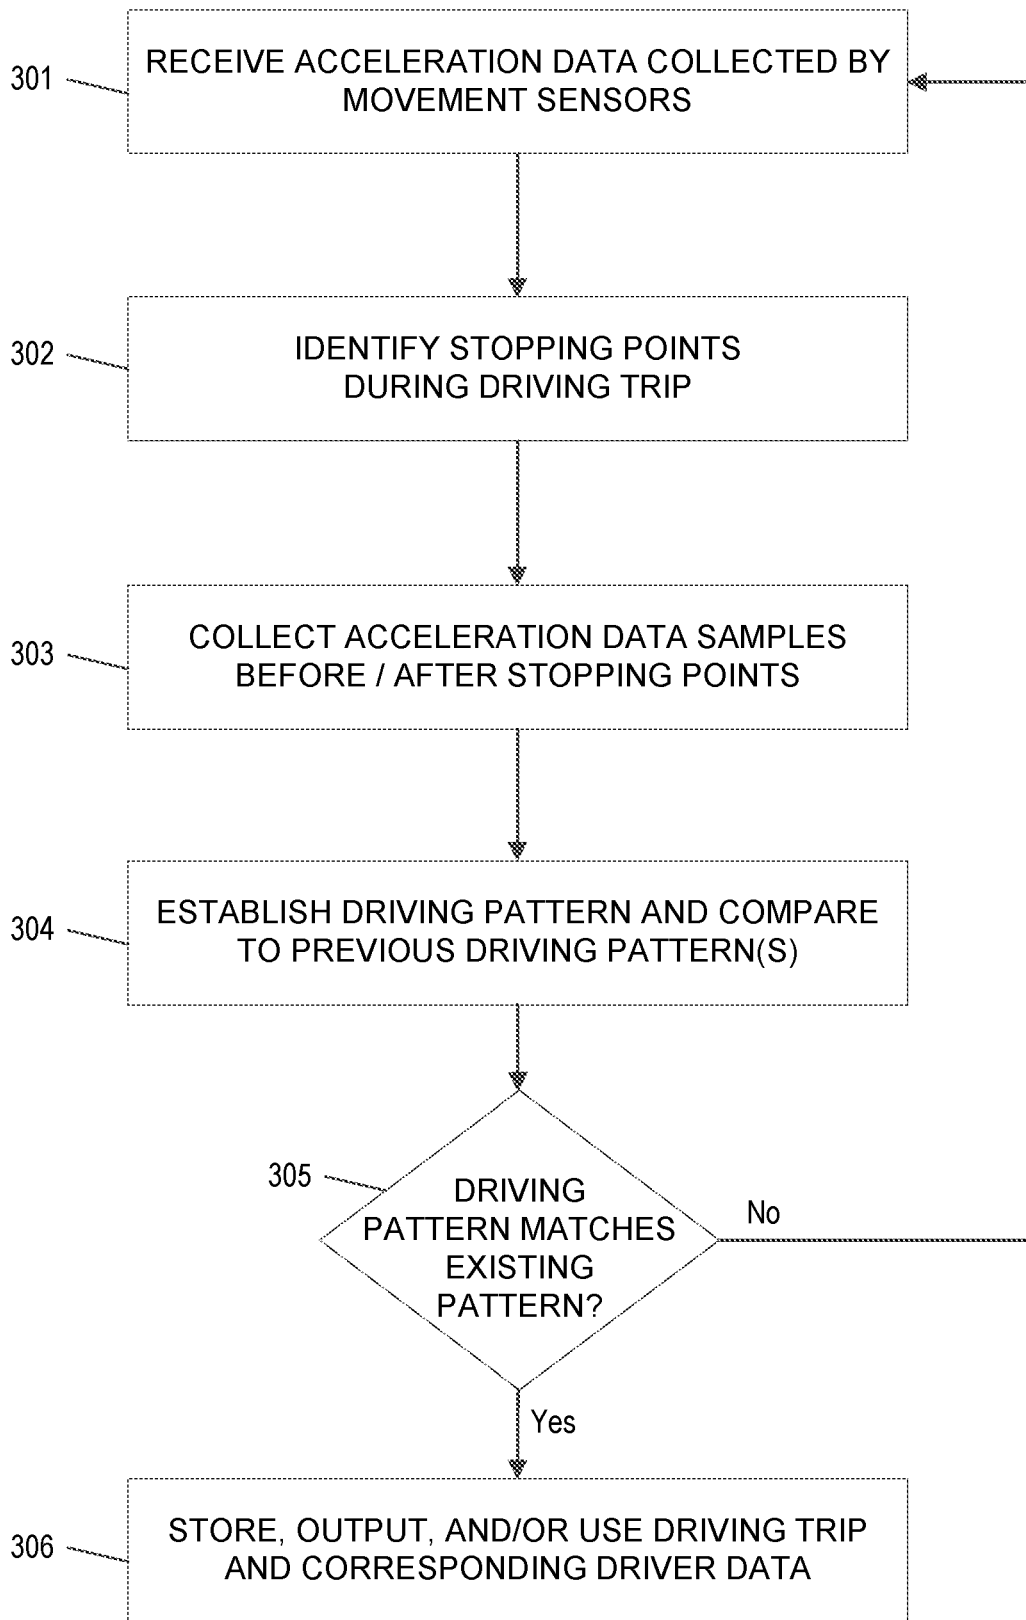 301
RECEIVE ACCELERATION DATA COLLECTED BY
MOVEMENT SENSORS
302
IDENTIFY STOPPING POINTS
DURING DRIVING TRIP
303
COLLECT ACCELERATION DATA SAMPLES
BEFORE / AFTER STOPPING POINTS
304
ESTABLISH DRIVING PATTERN AND COMPARE
TO PREVIOUS DRIVING PATTERN(S)
305
DRIVING
PATTERN MATCHES
EXISTING
PATTERN?
No
Yes
306
STORE, OUTPUT, AND/OR USE DRIVING TRIP
AND CORRESPONDING DRIVER DATA